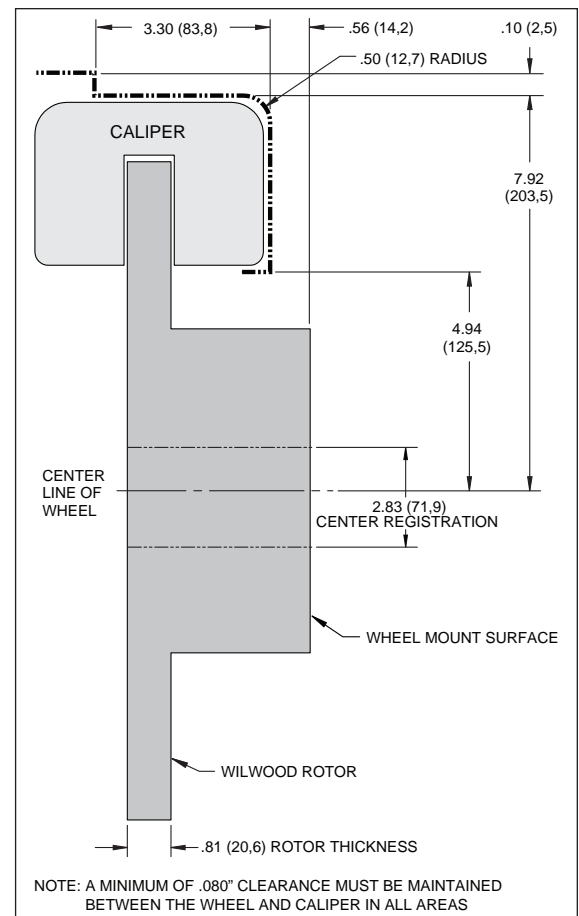 3.30 (83,8)
.56 (14,2)
.10 (2,5)
.50 (12,7) RADIUS
CALIPER
7.92
(203,5)
4.94
(125,5)
CENTER
LINE OF
WHEEL
2.83 (71,9)
CENTER REGISTRATION
WHEEL MOUNT SURFACE
WILWOOD ROTOR
.81 (20,6) ROTOR THICKNESS
NOTE: A MINIMUM OF .080" CLEARANCE MUST BE MAINTAINED
BETWEEN THE WHEEL AND CALIPER IN ALL AREAS